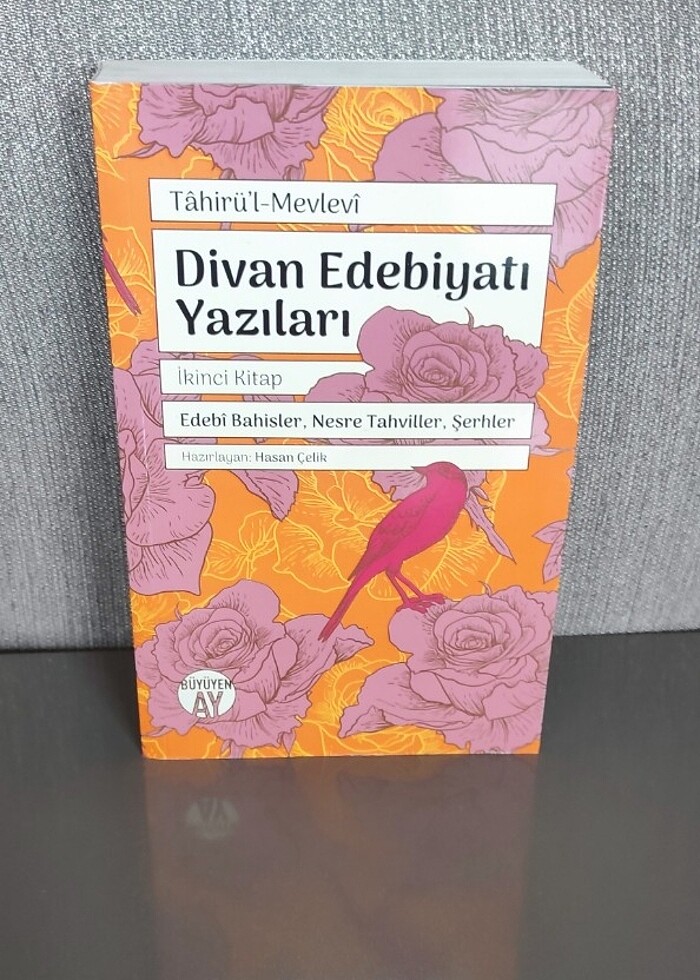 Tâhirü'l-Mevlevî
Divan Edebiyatı
Yazıları
İkinci Kitap
Edebî Bahisler, Nesre Tahviller, Şerhler
Hazırlayan: Hasan Çelik
BÜYÜYEN
AY